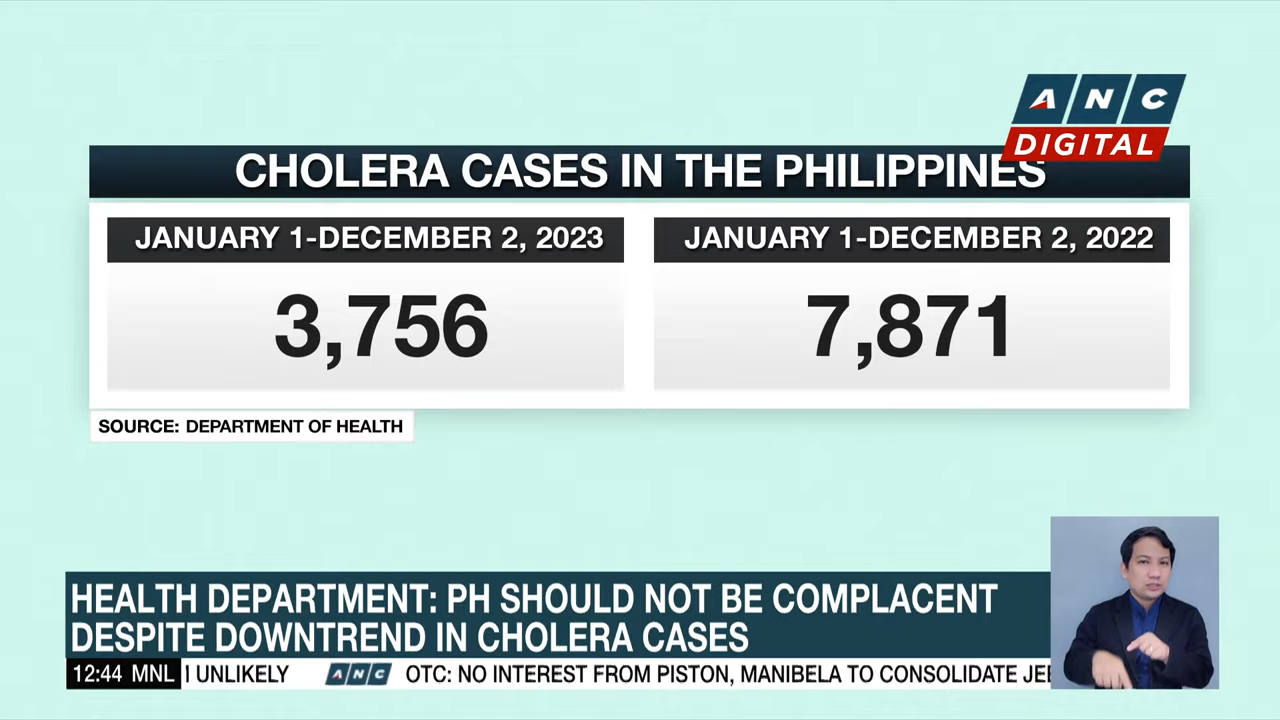 ANC
DIGITAL
CHOLERA CASES IN THE PHILIPPINES
JANUARY 1-DECEMBER 2, 2023
3,756
JANUARY 1-DECEMBER 2, 2022
7,871
SOURCE: DEPARTMENT OF HEALTH
HEALTH DEPARTMENT: PH SHOULD NOT BE COMPLACENT
DESPITE DOWNTREND IN CHOLERA CASES
12:44 MNL UNLIKELY ANC OTC: NO INTEREST FROM PISTON, MANIBELA TO CONSOLIDATE